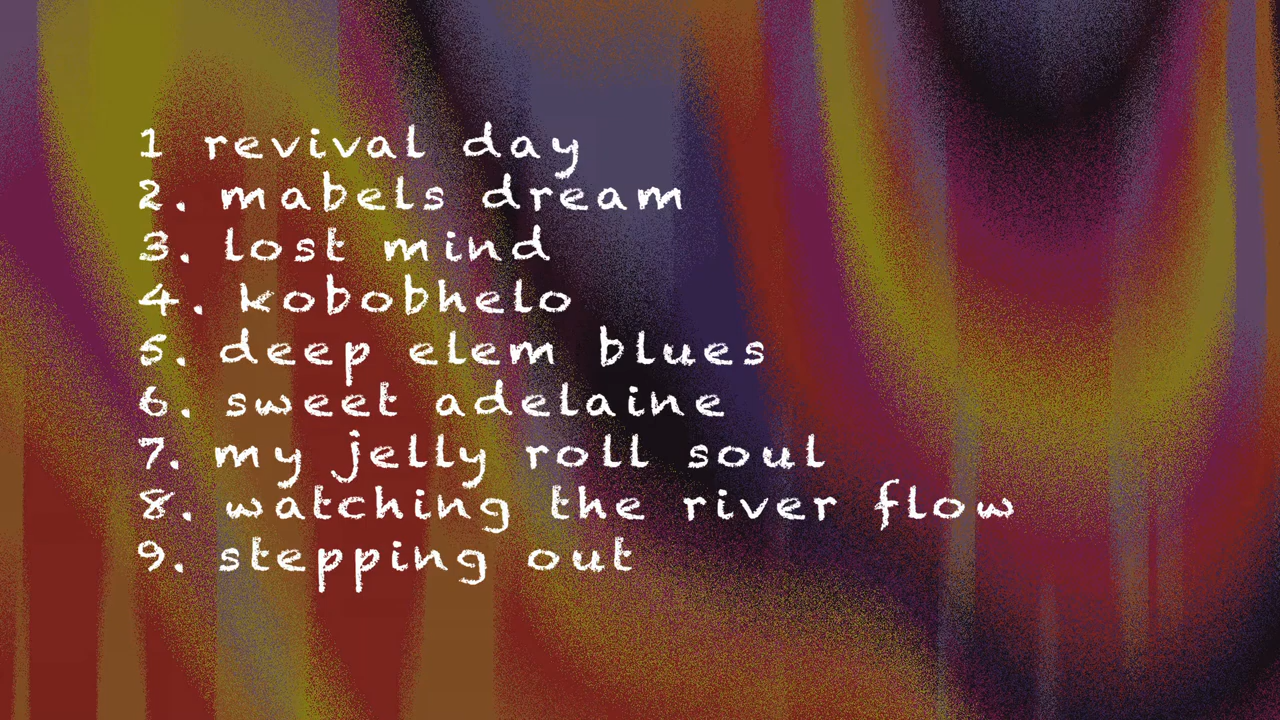 1 revival day
2. mabels dream
3. lost mind
4. kobobhelo
5. deep elem blues
6. sweet adelaine
7. my jelly roll soul
8. watching the river flow
9. stepping out